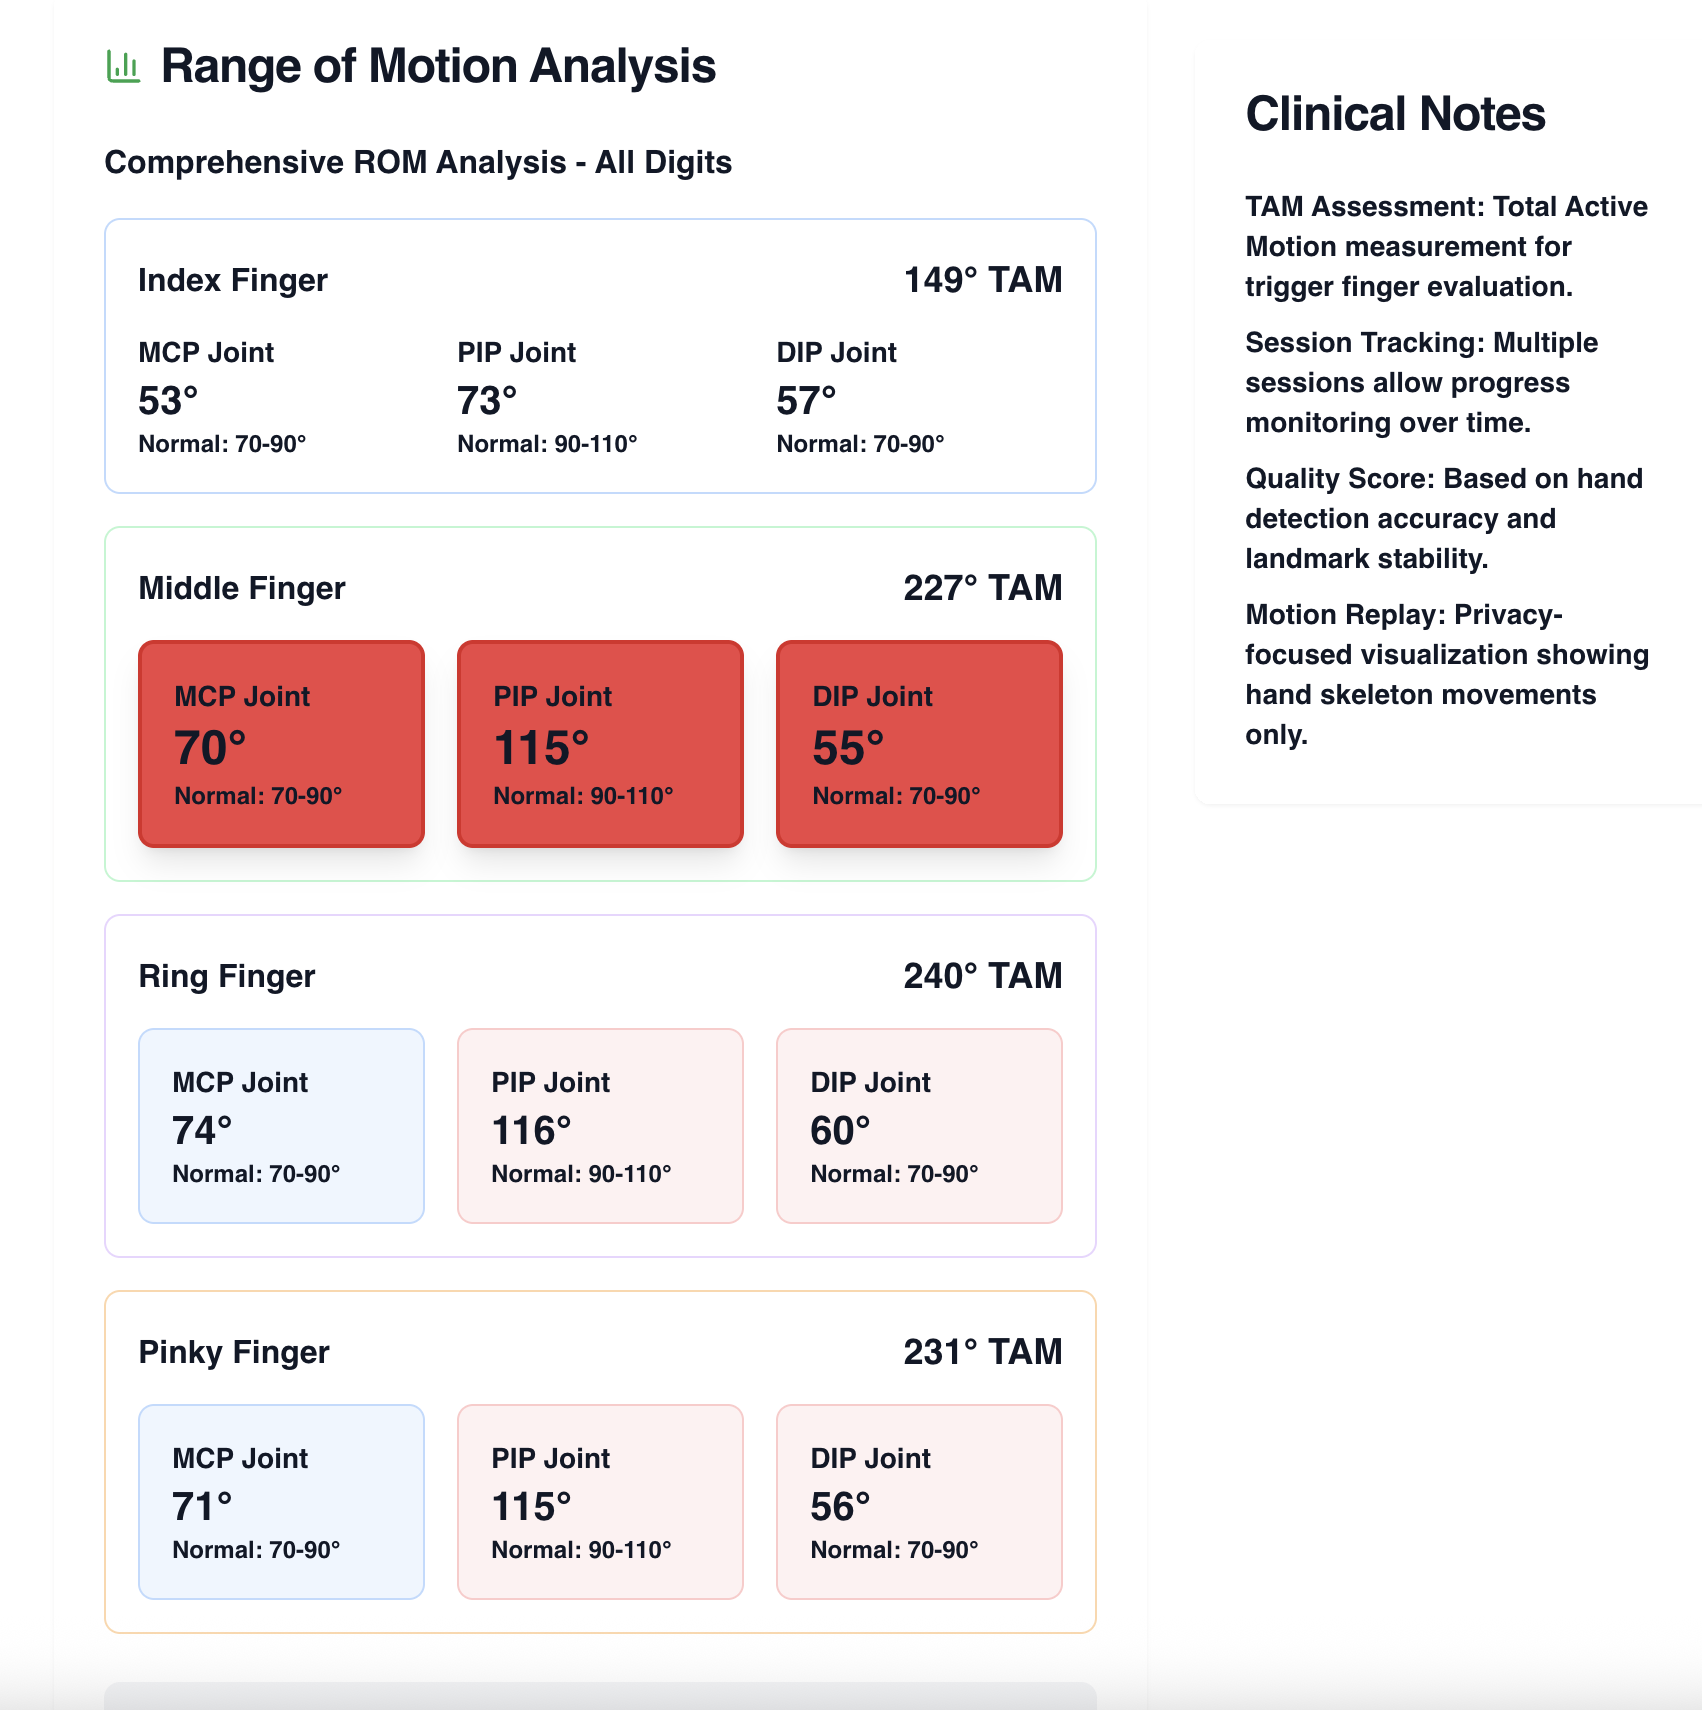 Range of Motion Analysis
Comprehensive ROM Analysis - All Digits
Index Finger
149° TAM
MCP Joint
53°
Normal: 70-90°
PIP Joint
73°
Normal: 90-110°
DIP Joint
57°
Normal: 70-90°
Middle Finger
227° TAM
MCP Joint
70°
Normal: 70-90°
PIP Joint
115°
Normal: 90-110°
DIP Joint
55°
Normal: 70-90°
Ring Finger
240° TAM
MCP Joint
74°
Normal: 70-90°
PIP Joint
116°
Normal: 90-110°
DIP Joint
60°
Normal: 70-90°
Pinky Finger
231° TAM
MCP Joint
71°
Normal: 70-90°
PIP Joint
115°
Normal: 90-110°
DIP Joint
56°
Normal: 70-90°
Clinical Notes
TAM Assessment: Total Active
Motion measurement for
trigger finger evaluation.
Session Tracking: Multiple
sessions allow progress
monitoring over time.
Quality Score: Based on hand
detection accuracy and
landmark stability.
Motion Replay: Privacy-
focused visualization showing
hand skeleton movements
only.